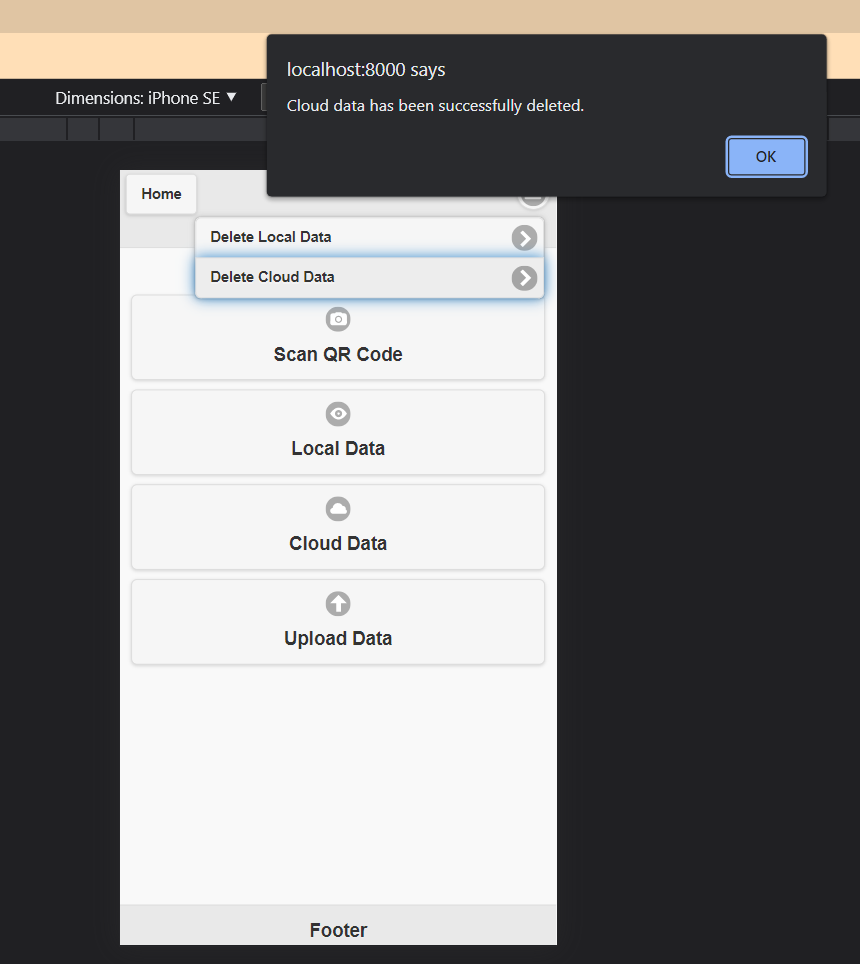 localhost:8000 says
Cloud data has been successfully deleted.
OK
Dimensions: iPhone SE
Home
Delete Local Data
Delete Cloud Data
Scan QR Code
Local Data
Cloud Data
Upload Data
Footer